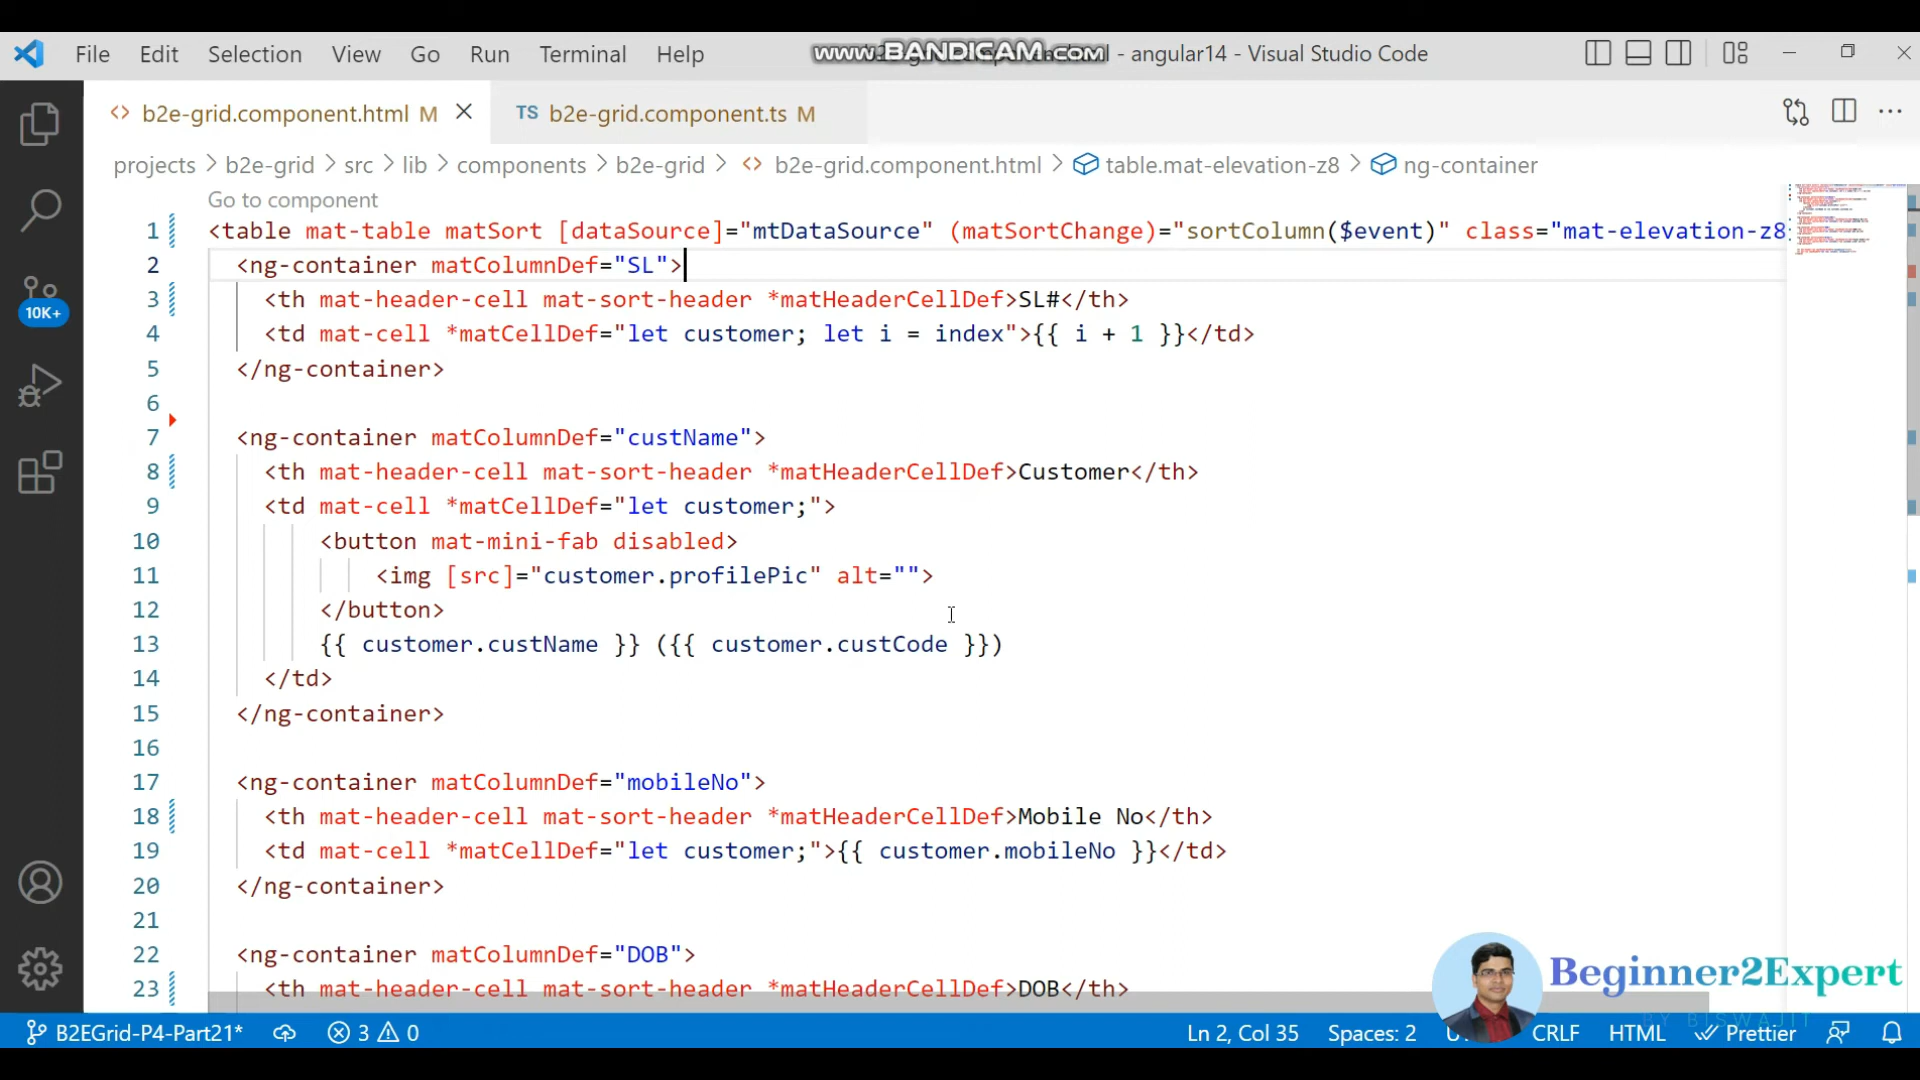 File Edit Selection View Go Run Terminal Help
www.BANDICAM.com
- angular14 - Visual Studio Code
b2e-grid.component.html M
TS b2e-grid.component.ts M
projects > b2e-grid > src > lib > components > b2e-grid > b2e-grid.component.html > table.mat-elevation-z8 > ng-container
Go to component
1 <table mat-table matSort [dataSource]="mtDataSource" (matSortChange)="sortColumn($event)" class="mat-elevation-z8
2 <ng-container matColumnDef="SL">
3 <th mat-header-cell mat-sort-header *matHeaderCellDef>SL#</th>
4 <td mat-cell *matCellDef="let customer; let i = index">{{ i + 1 }}</td>
5 </ng-container>
6
7 <ng-container matColumnDef="custName">
8 <th mat-header-cell mat-sort-header *matHeaderCellDef>Customer</th>
9 <td mat-cell *matCellDef="let customer;">
10 <button mat-mini-fab disabled>
11 <img [src]="customer.profilePic" alt="">
12 </button>
13 {{ customer.custName }} ({{ customer.custCode }})
14 </td>
15 </ng-container>
16
17 <ng-container matColumnDef="mobileNo">
18 <th mat-header-cell mat-sort-header *matHeaderCellDef>Mobile No</th>
19 <td mat-cell *matCellDef="let customer;">{{ customer.mobileNo }}</td>
20 </ng-container>
21
22 <ng-container matColumnDef="DOB">
23 <th mat-header-cell mat-sort-header *matHeaderCellDef>DOB</th>
10K+
Beginner2Expert
BY BISWAJIT
B2EGrid-P4-Part21* 3 0 Ln 2, Col 35 Spaces: 2 CRLF HTML Prettier